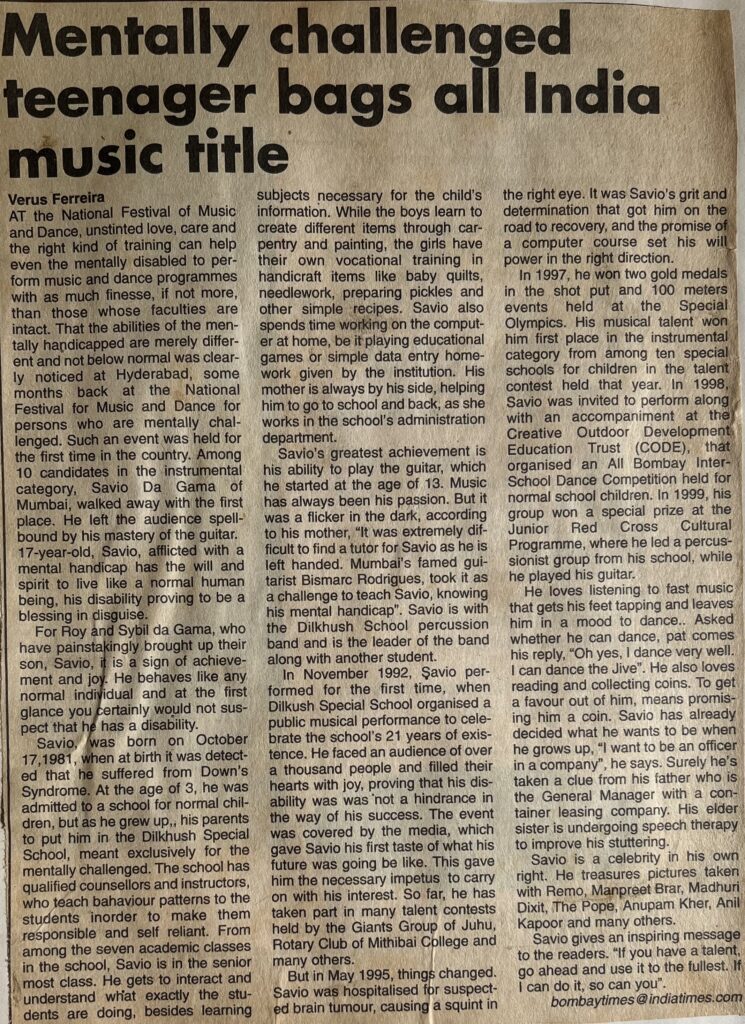 Mentally challenged
teenager bags all India
music title
Verus Ferreira
AT the National Festival of Music
and Dance, unstinted love, care and
the right kind of training can help
even the mentally disabled to per-
form music and dance programmes
with as much finesse, if not more,
than those whose faculties are
intact. That the abilities of the men-
tally handicapped are merely differ-
ent and not below normal was clear-
ly noticed at Hyderabad, some
months back at the National
Festival for Music and Dance for
persons who are mentally chal-
lenged. Such an event was held for
the first time in the country. Among
10 candidates in the instrumental
category, Savio Da Gama of
Mumbai, walked away with the first
place. He left the audience spell-
bound by his mastery of the guitar.
17-year-old, Savio, afflicted with a
mental handicap has the will and
spirit to live like a normal human
being, his disability proving to be a
blessing in disguise.
For Roy and Sybil da Gama, who
have painstakingly brought up their
son, Savio, it is a sign of achieve-
ment and joy. He behaves like any
normal individual and at the first
glance you certainly would not sus-
pect that he has a disability.
Savio, was born on October
17,1981, when at birth it was detect-
ed that he suffered from Down's
Syndrome. At the age of 3, he was
admitted to a school for normal chil-
dren, but as he grew up,, his parents
to put him in the Dilkhush Special
School, meant exclusively for the
mentally challenged. The school has
qualified counsellors and instructors,
who teach bahaviour patterns to the
students inorder to make them
responsible and self reliant. From
among the seven academic classes
in the school, Savio is in the senior
most class. He gets to interact and
understand what exactly the stu-
dents are doing, besides learning
subjects necessary for the child's
information. While the boys learn to
create different items through car-
pentry and painting, the girls have
their own vocational training in
handicraft items like baby quilts,
needlework, preparing pickles and
other simple recipes. Savio also
spends time working on the comput-
er at home, be it playing educational
games or simple data entry home-
work given by the institution. His
mother is always by his side, helping
him to go to school and back, as she
works in the school's administration
department.
Savio's greatest achievement is
his ability to play the guitar, which
he started at the age of 13. Music
has always been his passion. But it
was a flicker in the dark, according
to his mother, "It was extremely dif-
ficult to find a tutor for Savio as he is
left handed. Mumbai's famed gui-
tarist Bismarc Rodrigues, took it as
a challenge to teach Savio, knowing
his mental handicap". Savio is with
the Dilkhush School percussion
band and is the leader of the band
along with another student.
In November 1992, Savio per-
formed for the first time, when
Dilkush Special School organised a
public musical performance to cele-
brate the school's 21 years of exis-
tence. He faced an audience of over
a thousand people and filled their
hearts with joy, proving that his dis-
ability was was not a hindrance in
the way of his success. The event
was covered by the media, which
gave Savio his first taste of what his
future was going be like. This gave
him the necessary impetus to carry
on with his interest. So far, he has
taken part in many talent contests
held by the Giants Group of Juhu,
Rotary Club of Mithibai College and
many others.
But in May 1995, things changed.
Savio was hospitalised for suspect-
ed brain tumour, causing a squint in
the right eye. It was Savio's grit and
determination that got him on the
road to recovery, and the promise of
a computer course set his will
power in the right direction.
In 1997, he won two gold medals
in the shot put and 100 meters
events held at the Special
Olympics. His musical talent won
him first place in the instrumental
category from among ten special
schools for children in the talent
contest held that year. In 1998,
Savio was invited to perform along
with an accompaniment at the
Creative Outdoor Development
Education Trust (CODE), that
organised an All Bombay Inter-
School Dance Competition held for
normal school children. In 1999, his
group won a special prize at the
Junior Red Cross Cultural
Programme, where he led a percus-
sionist group from his school, while
he played his guitar.
He loves listening to fast music
that gets his feet tapping and leaves
him in a mood to dance.. Asked
whether he can dance, pat comes
his reply, "Oh yes, I dance very well.
I can dance the Jive". He also loves
reading and collecting coins. To get
a favour out of him, means promis-
ing him a coin. Savio has already
decided what he wants to be when
he grows up, "I want to be an officer
in a company", he says. Surely he's
taken a clue from his father who is
the General Manager with a con-
tainer leasing company. His elder
sister is undergoing speech therapy
to improve his stuttering.
Savio is a celebrity in his own
right. He treasures pictures taken
with Remo, Manpreet Brar, Madhuri
Dixit, The Pope, Anupam Kher, Anil
Kapoor and many others.
Savio gives an inspiring message
to the readers. "If you have a talent,
go ahead and use it to the fullest. If
I can do it, so can you".
bombaytimes@indiatimes.com